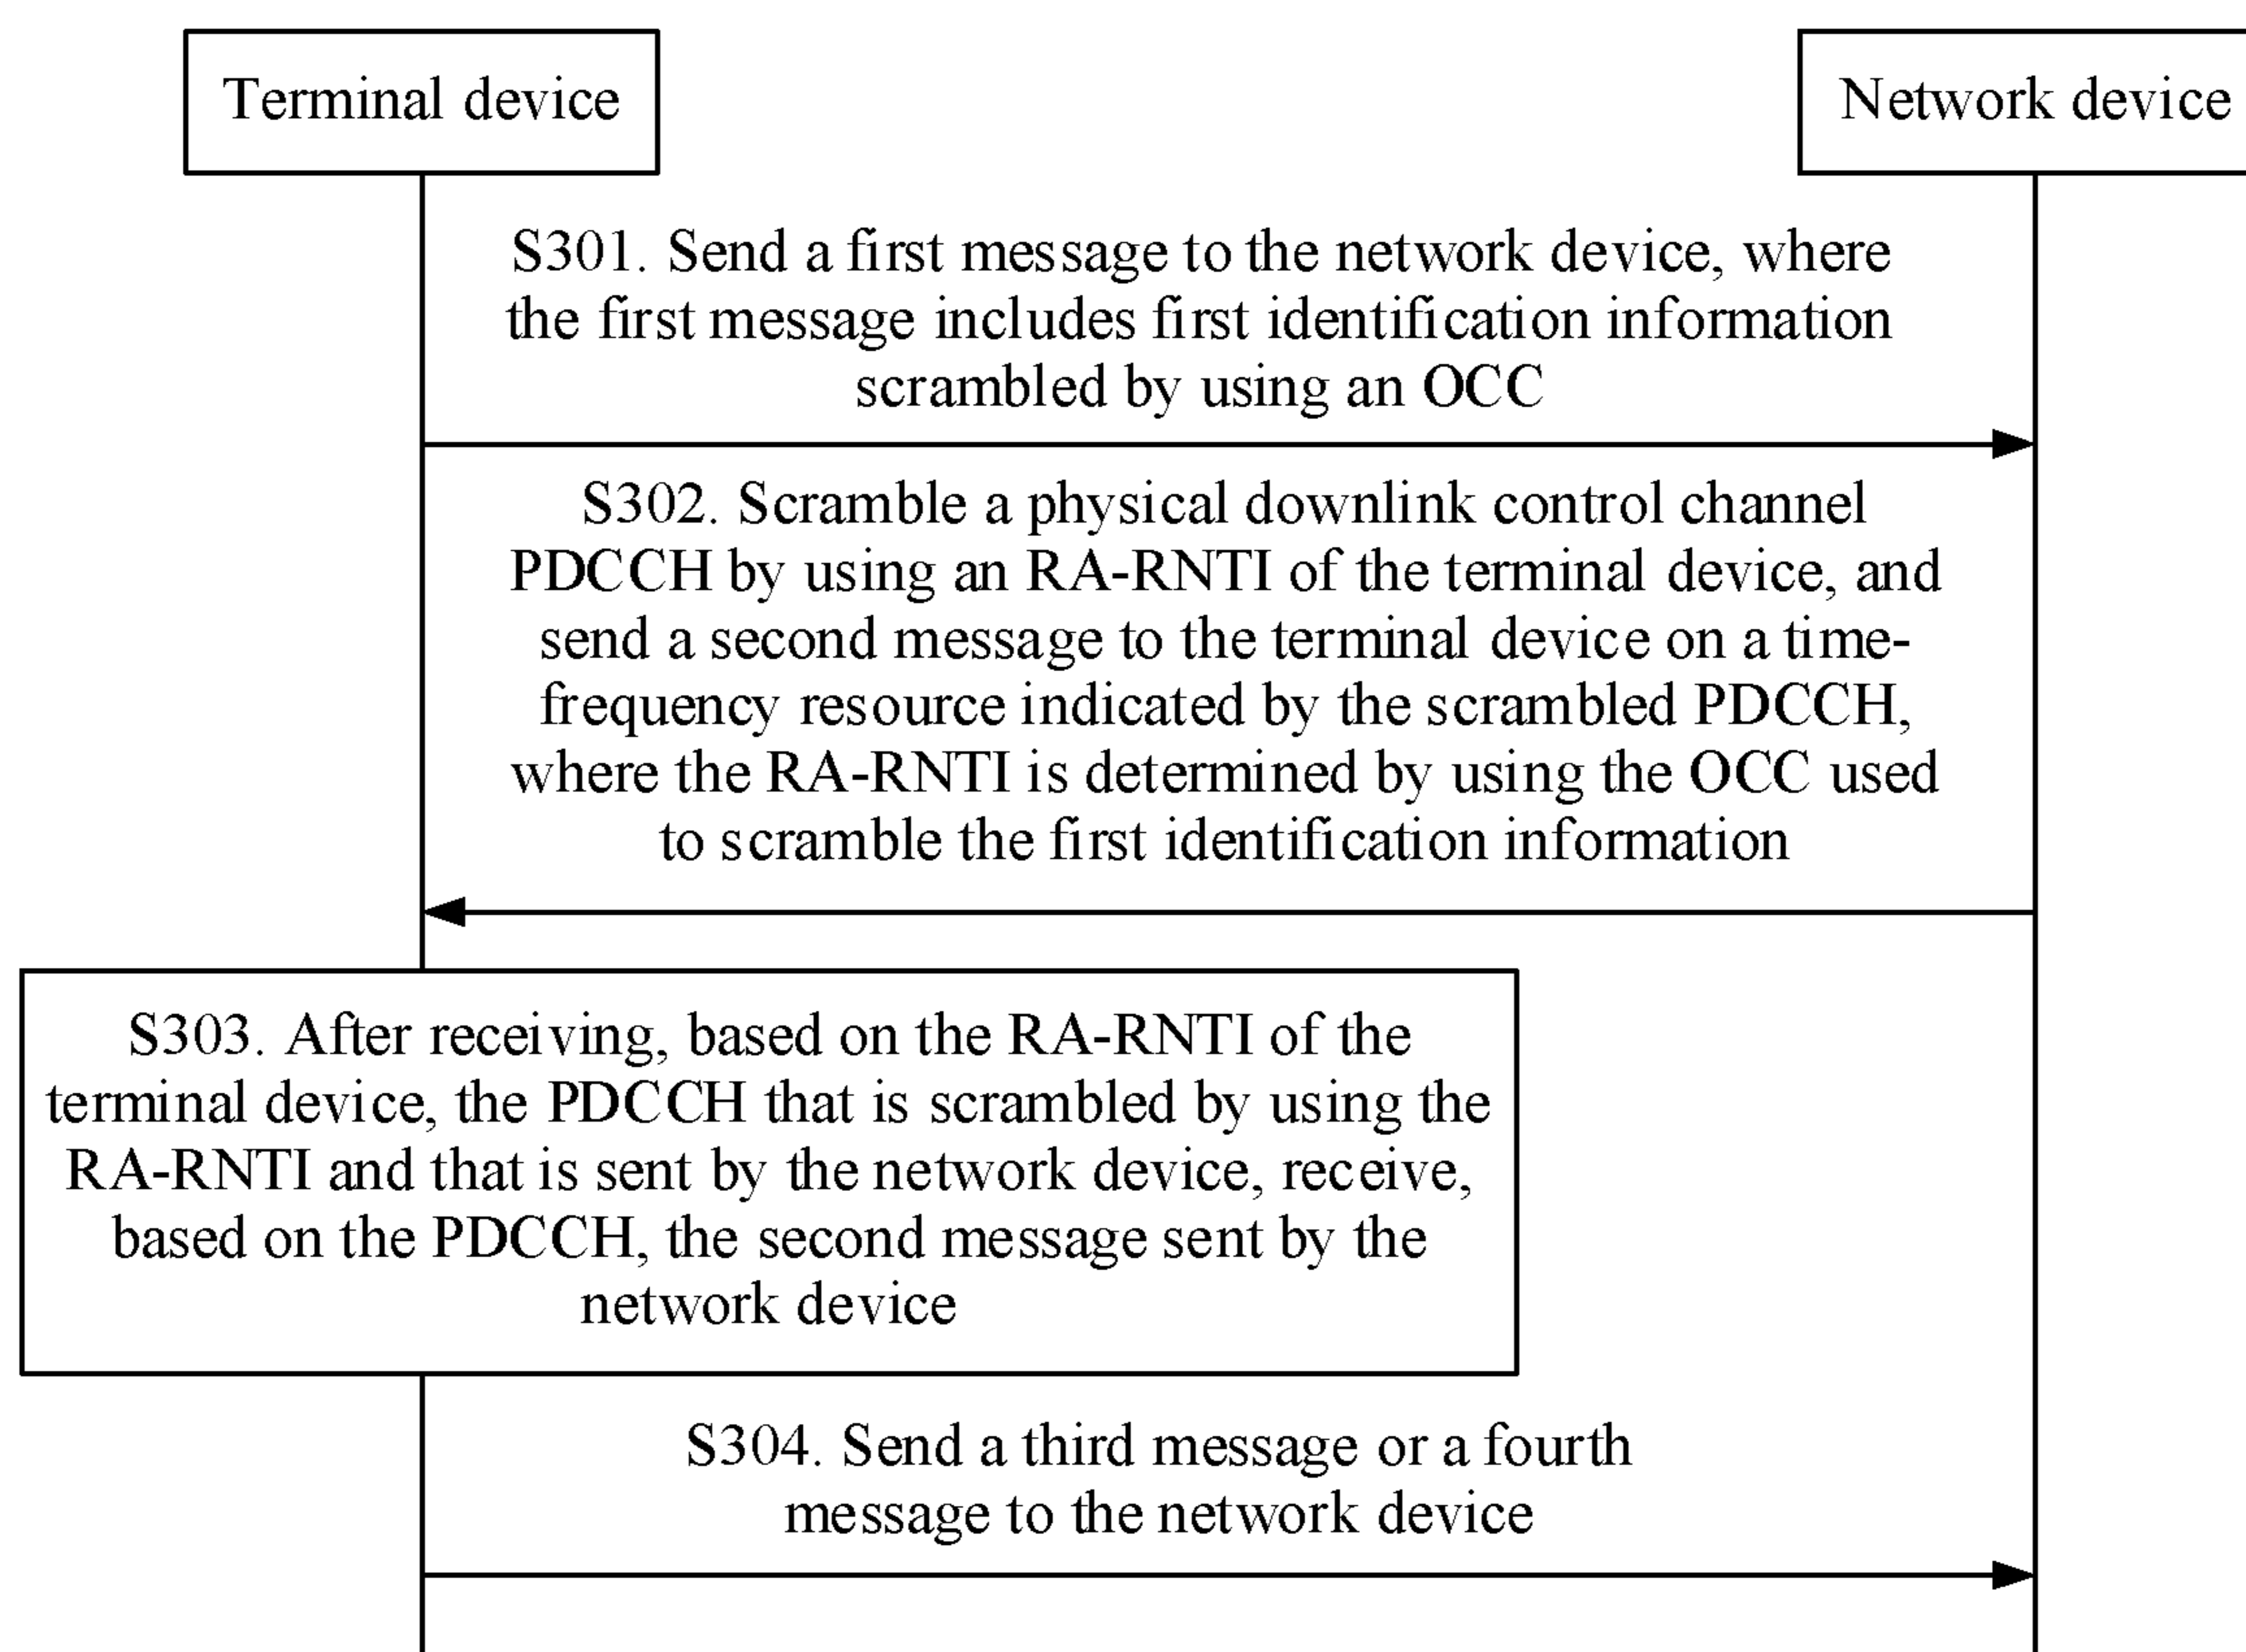 Terminal device
Network device
S301. Send a first message to the network device, where
the first message includes first identification information
scrambled by using an OCC
S302. Scramble a physical downlink control channel
PDCCH by using an RA-RNTI of the terminal device, and
send a second message to the terminal device on a time-
frequency resource indicated by the scrambled PDCCH,
where the RA-RNTI is determined by using the OCC used
to scramble the first identification information
S303. After receiving, based on the RA-RNTI of the
terminal device, the PDCCH that is scrambled by using the
RA-RNTI and that is sent by the network device, receive,
based on the PDCCH, the second message sent by the
network device
S304. Send a third message or a fourth
message to the network device